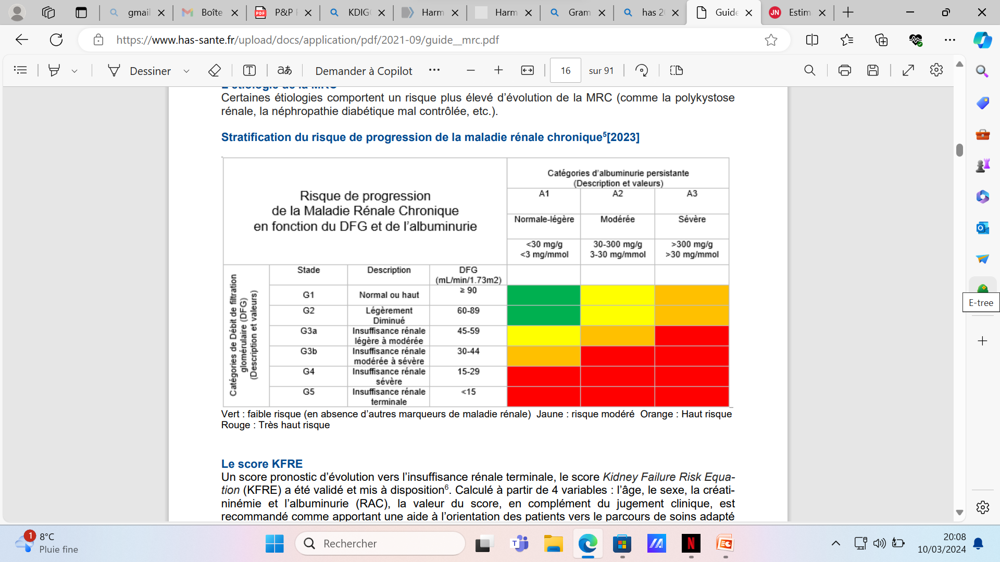 gmail
Boîte
P&P
KDIG
Harm
Harm
Gram
has 2
Guide
JN
Estim
https://www.has-sante.fr/upload/docs/application/pdf/2021-09/guide__mrc.pdf
Dessiner
aあ
Demander à Copilot
16
sur 91
L'étiologie de la MRC
Certaines étiologies comportent un risque plus élevé d'évolution de la MRC (comme la polykystose
rénale, la néphropathie diabétique mal contrôlée, etc.).
Stratification du risque de progression de la maladie rénale chronique⁵[2023]
Risque de progression
de la Maladie Rénale Chronique
en fonction du DFG et de l'albuminurie
Catégories d'albuminurie persistante
(Description et valeurs)
A1 A2 A3
Normale-légère Modérée Sévère
<30 mg/g 30-300 mg/g >300 mg/g
<3 mg/mmol 3-30 mg/mmol >30 mg/mmol
Catégories de Débit de filtration
glomérulaire (DFG)
(Description et valeurs)
Stade Description DFG
(mL/min/1.73m2)
G1 Normal ou haut ≥ 90
G2 Légèrement 60-89
Diminué
G3a Insuffisance rénale 45-59
légère à modérée
G3b Insuffisance rénale 30-44
modérée à sévère
G4 Insuffisance rénale 15-29
sévère
G5 Insuffisance rénale <15
terminale
Vert : faible risque (en absence d'autres marqueurs de maladie rénale) Jaune : risque modéré Orange : Haut risque
Rouge : Très haut risque
Le score KFRE
Un score pronostic d'évolution vers l'insuffisance rénale terminale, le score Kidney Failure Risk Equa-
tion (KFRE) a été validé et mis à disposition⁶. Calculé à partir de 4 variables : l'âge, le sexe, la créati-
ninémie et l'albuminurie (RAC), la valeur du score, en complément du jugement clinique, est
recommandé comme apportant une aide à l'orientation des patients vers le parcours de soins adapté
E-tree
1
8°C
Pluie fine
Rechercher
20:08
10/03/2024